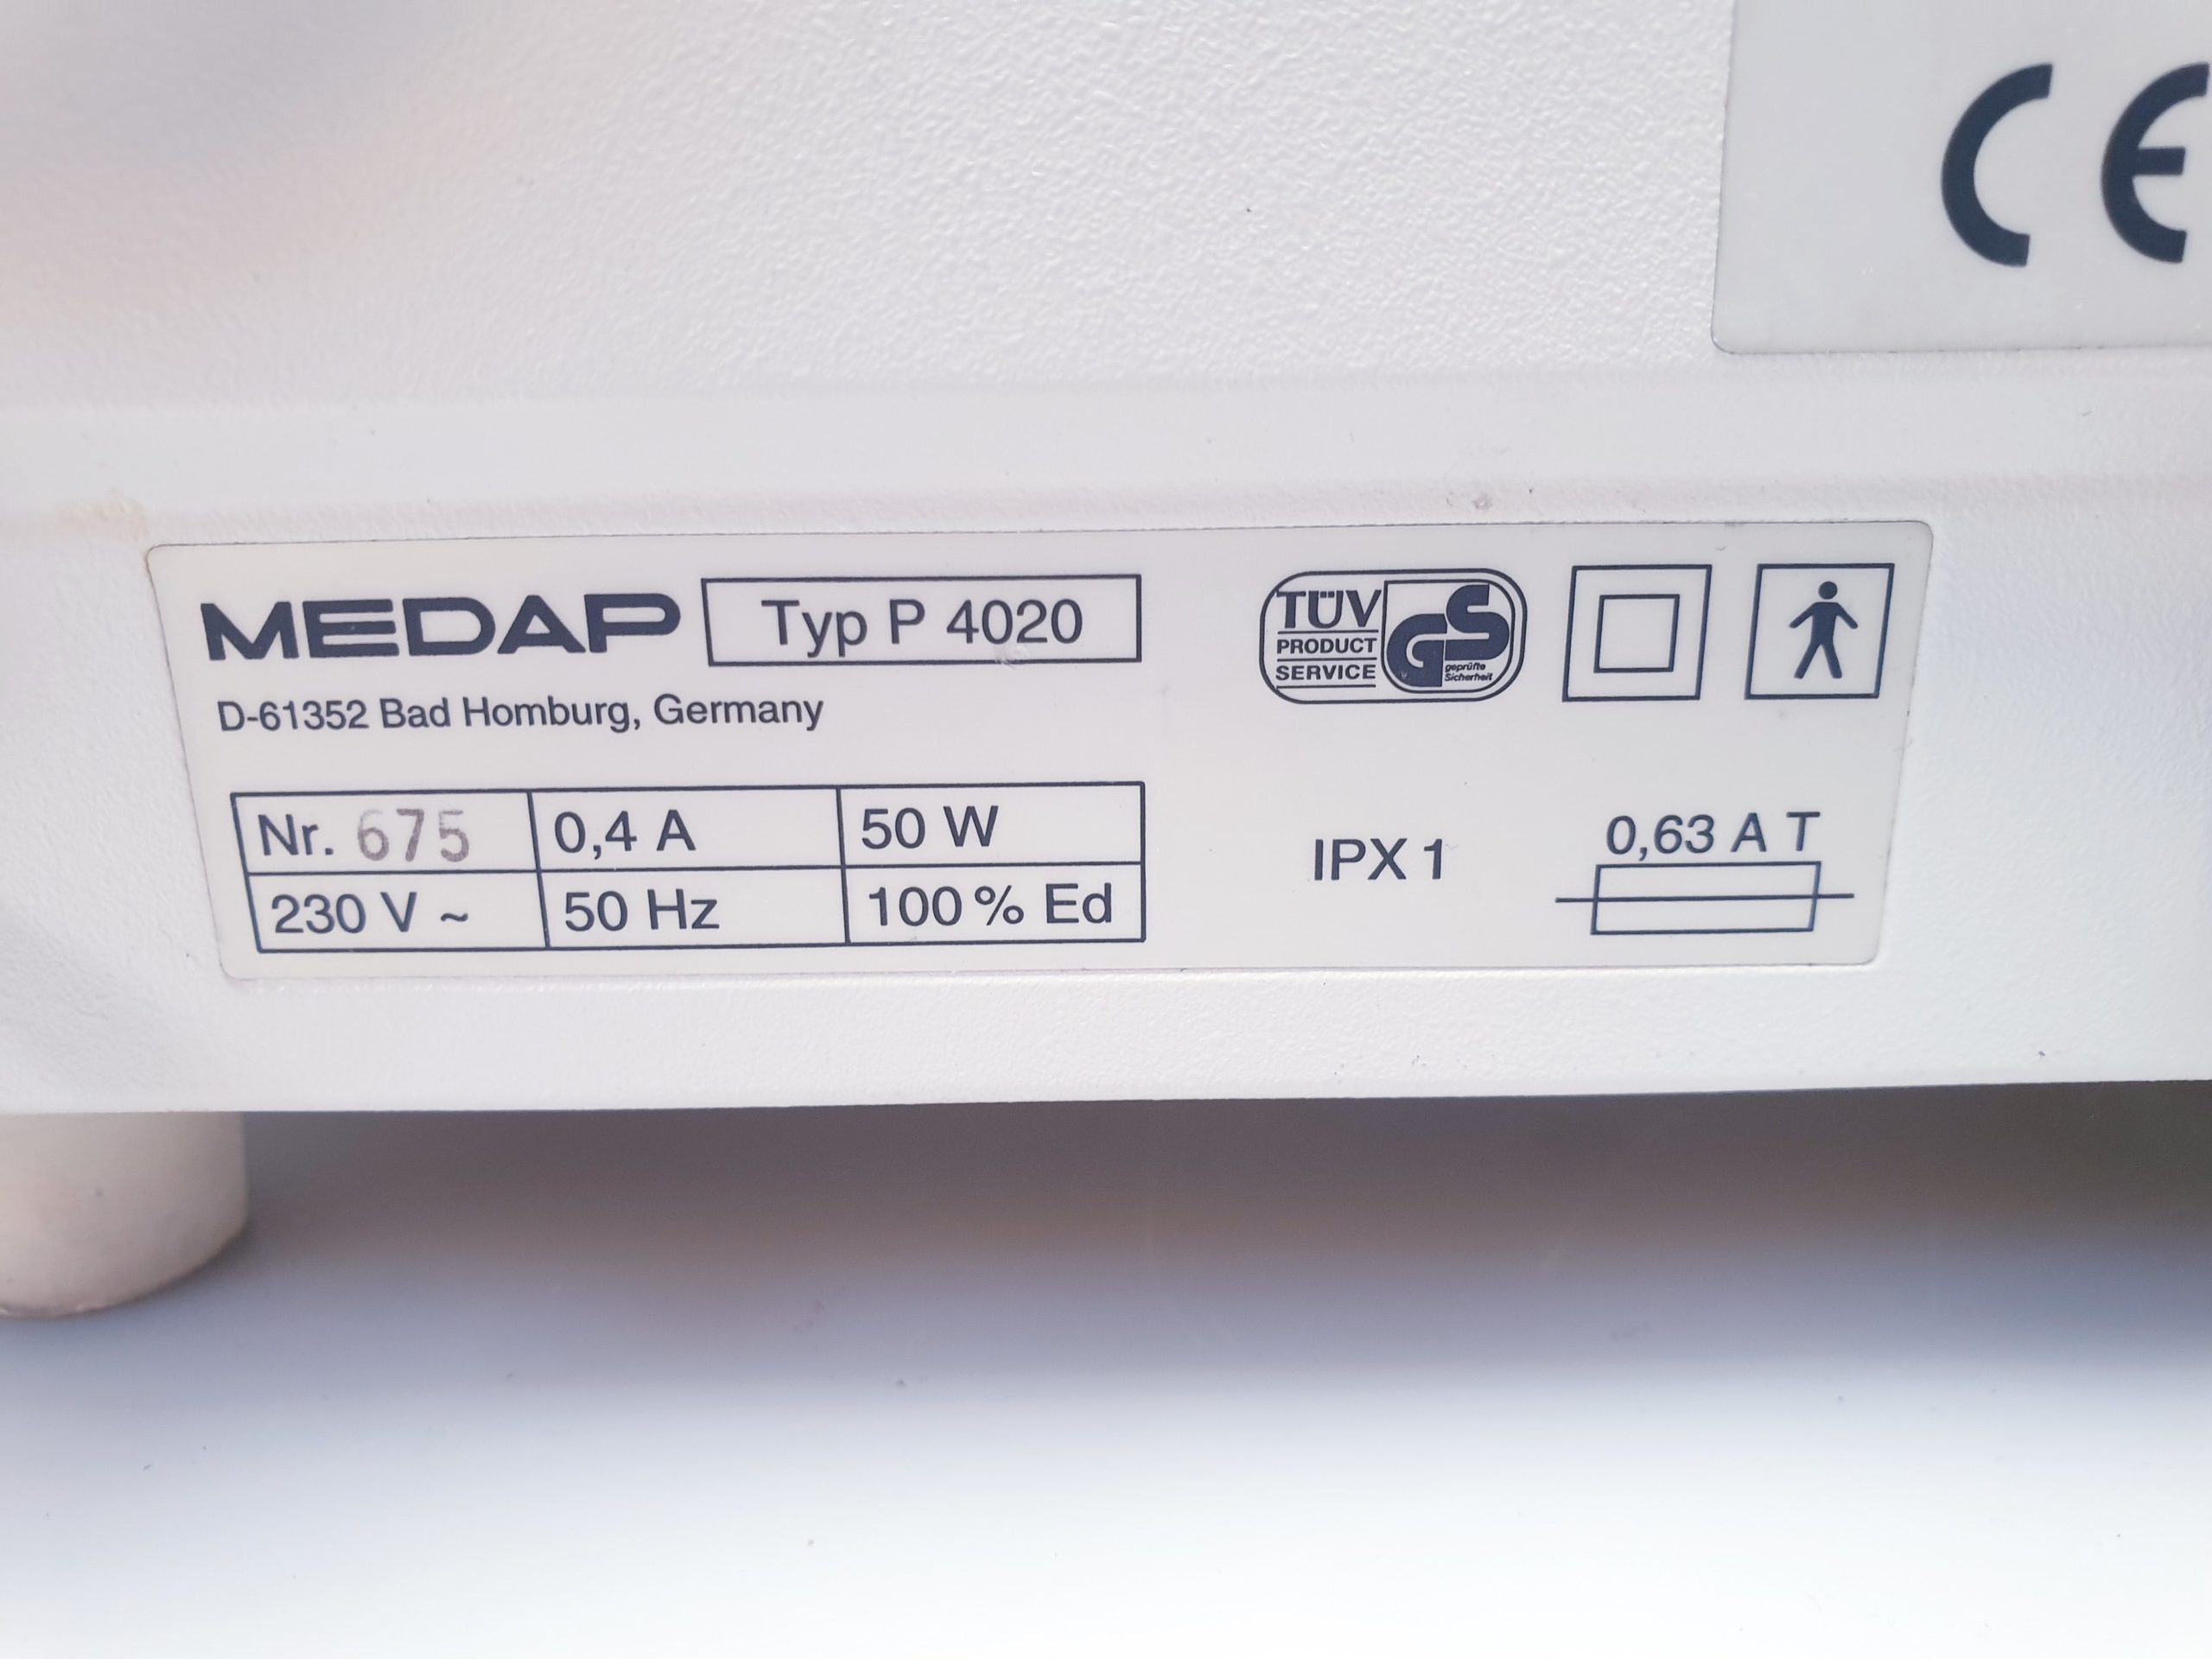 CE
MEDAP Typ P 4020
D-61352 Bad Homburg, Germany
TÜV
PRODUCT
SERVICE
GS
geprüfte
Sicherheit
Nr. 675 0,4 A 50 W
230 V ~ 50 Hz 100 % Ed
IPX 1
0,63 A T